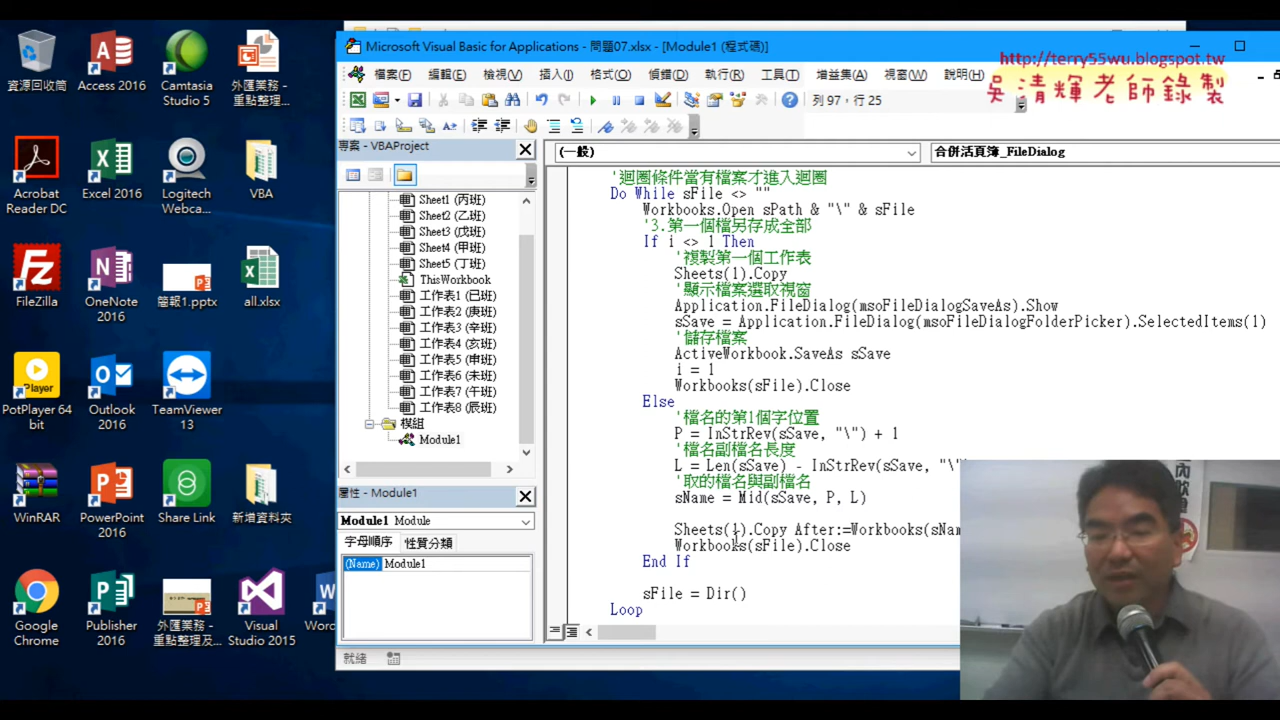 資源回收筒
Access 2016
Camtasia Studio 5
外匯業務 - 重點整理...
Acrobat Reader DC
Excel 2016
Logitech Webca...
VBA
FileZilla
OneNote 2016
簡報1.pptx
all.xlsx
PotPlayer 64 bit
Outlook 2016
TeamViewer 13
WinRAR
PowerPoint 2016
Share Link
新增資料夾
Google Chrome
Publisher 2016
外匯業務 - 重點整理及...
Visual Studio 2015
Microsoft Visual Basic for Applications - 問題07.xlsx - [Module1 (程式碼)]
http://terry55wu.blogspot.tw
吳清輝老師錄製
檔案(F) 編輯(E) 檢視(V) 插入(I) 格式(O) 偵錯(D) 執行(R) 工具(T) 增益集(A) 視窗(W) 說明(H)
列 97，行 25
專案 - VBAProject
Sheet1 (丙班)
Sheet2 (乙班)
Sheet3 (戊班)
Sheet4 (甲班)
Sheet5 (丁班)
ThisWorkbook
工作表1 (已班)
工作表2 (庚班)
工作表3 (辛班)
工作表4 (亥班)
工作表5 (申班)
工作表6 (未班)
工作表7 (午班)
工作表8 (辰班)
模組
Module1
屬性 - Module1
Module1 Module
字母順序 性質分類
(Name) Module1
(一般)
合併活頁簿_FileDialog
'迴圈條件當有檔案才進入迴圈
Do While sFile <> ""
Workbooks.Open sPath & "\" & sFile
'3.第一個檔另存成全部
If i <> 1 Then
'複製第一個工作表
Sheets(1).Copy
'顯示檔案選取視窗
Application.FileDialog(msoFileDialogSaveAs).Show
sSave = Application.FileDialog(msoFileDialogFolderPicker).SelectedItems(1)
'儲存檔案
ActiveWorkbook.SaveAs sSave
i = 1
Workbooks(sFile).Close
Else
'檔名的第1個字位置
P = InStrRev(sSave, "\") + 1
'檔名副檔名長度
L = Len(sSave) - InStrRev(sSave, "\"
'取的檔名與副檔名
sName = Mid(sSave, P, L)
Sheets(1).Copy After:=Workbooks(sNam
Workbooks(sFile).Close
End If
sFile = Dir()
Loop
就緒